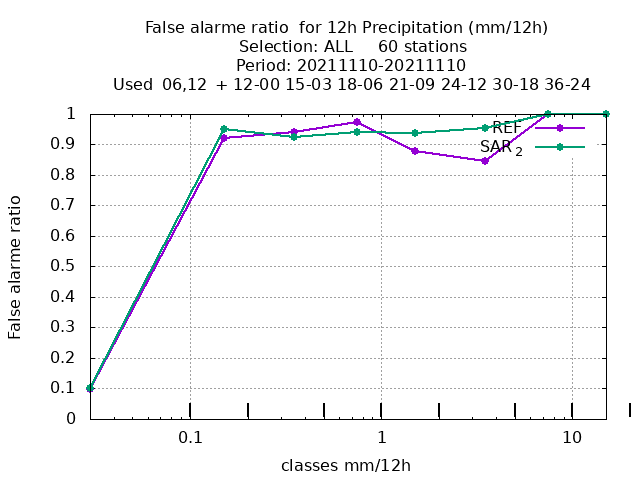 False alarme ratio  for 12h Precipitation (mm/12h)
Selection: ALL     60 stations
Period: 20211110-20211110
Used  06,12  + 12-00 15-03 18-06 21-09 24-12 30-18 36-24
1
0.9
0.8
0.7
0.6
0.5
0.4
0.3
0.2
0.1
0
REF
SAR 2
False alarme ratio
0.1 1 10
classes mm/12h